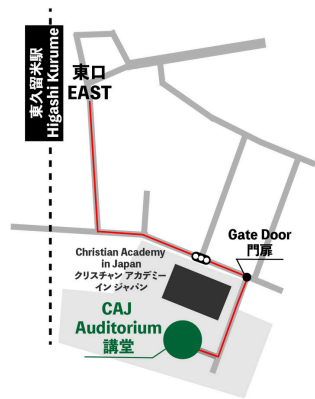 東久留米駅
Higashi Kurume
東口
EAST
Christian Academy
in Japan
クリスチャン アカデミー
イン ジャパン
Gate Door
門扉
CAJ
Auditorium
講堂